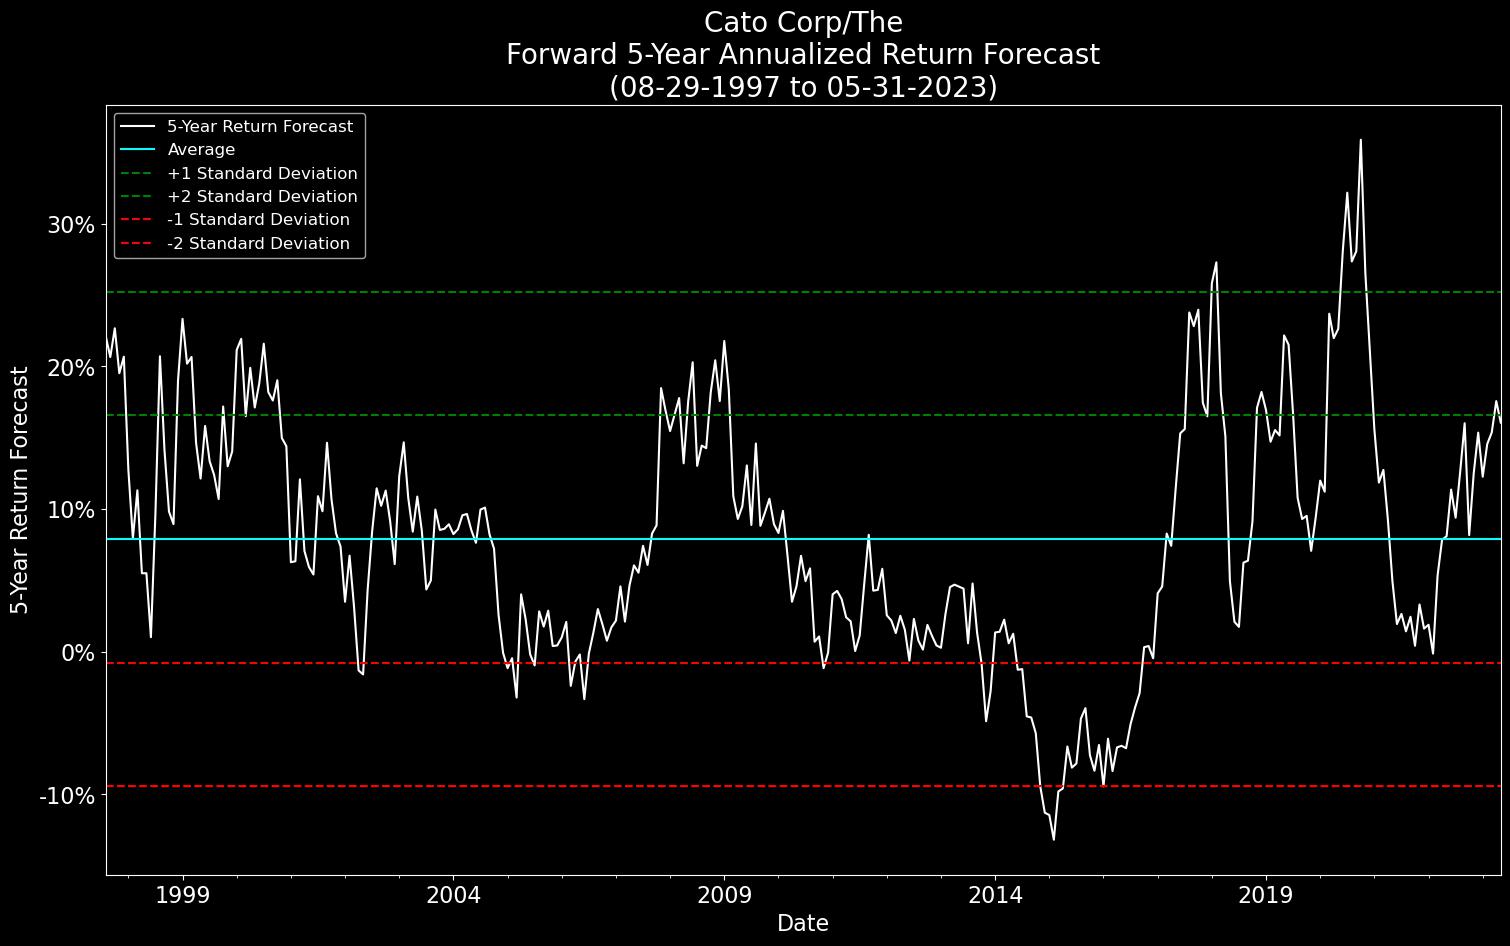 Cato Corp/The
Forward 5-Year Annualized Return Forecast
(08-29-1997 to 05-31-2023)
5-Year Return Forecast
Average
+1 Standard Deviation
+2 Standard Deviation
-1 Standard Deviation
-2 Standard Deviation
30%
20%
10%
0%
-10%
5-Year Return Forecast
1999
2004
2009
2014
2019
Date